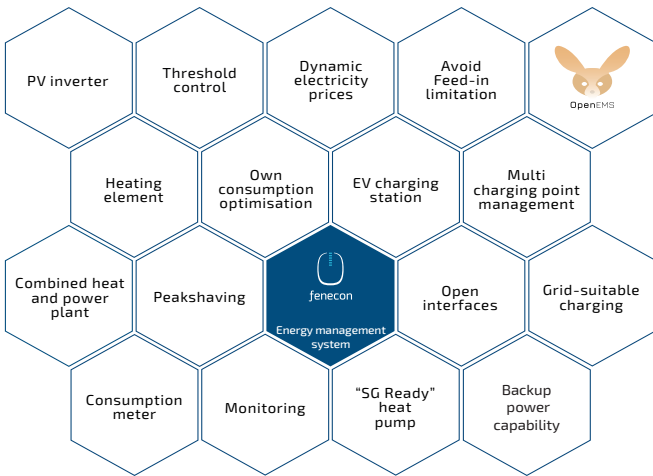 PV inverter
Threshold
control
Dynamic
electricity
prices
Avoid
Feed-in
limitation
OpenEMS
Heating
element
Own
consumption
optimisation
EV charging
station
Multi
charging point
management
Combined heat
and power
plant
Peakshaving
fenecon
Energy management
system
Open
interfaces
Grid-suitable
charging
Consumption
meter
Monitoring
“SG Ready”
heat
pump
Backup
power
capability